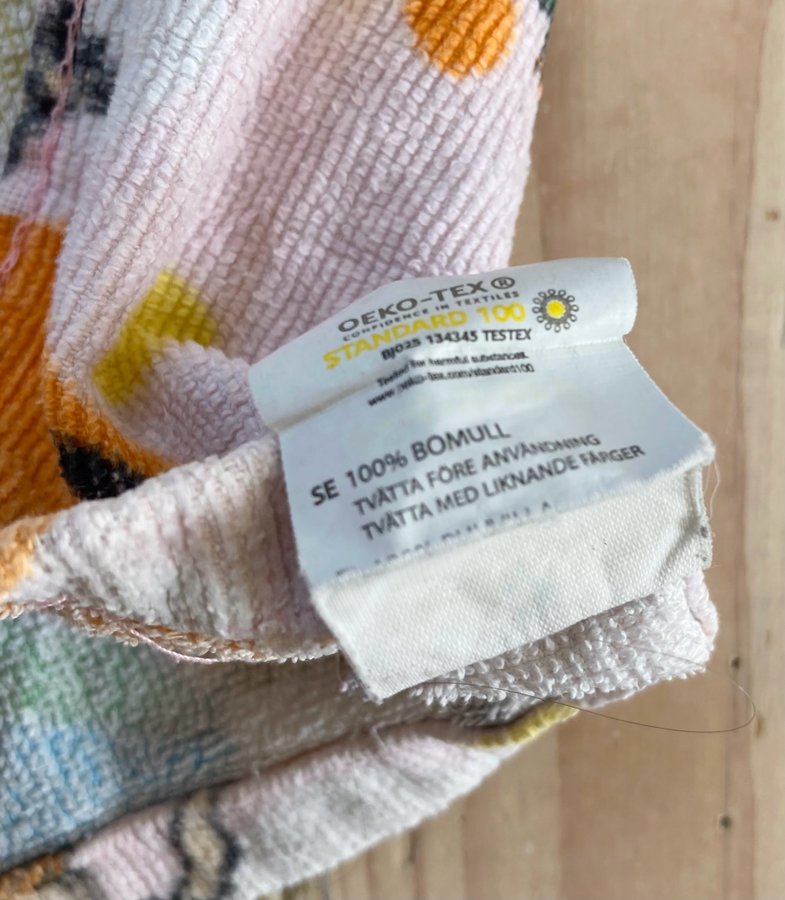 OEKO-TEX®
CONFIDENCE IN TEXTILES
STANDARD 100
BJ025 134345 TESTEX
Tested for harmful substances.
www.oeko-tex.com/standard100
SE 100% BOMULL
TVÄTTA FÖRE ANVÄNDNING
TVÄTTA MED LIKNANDE FÄRGER